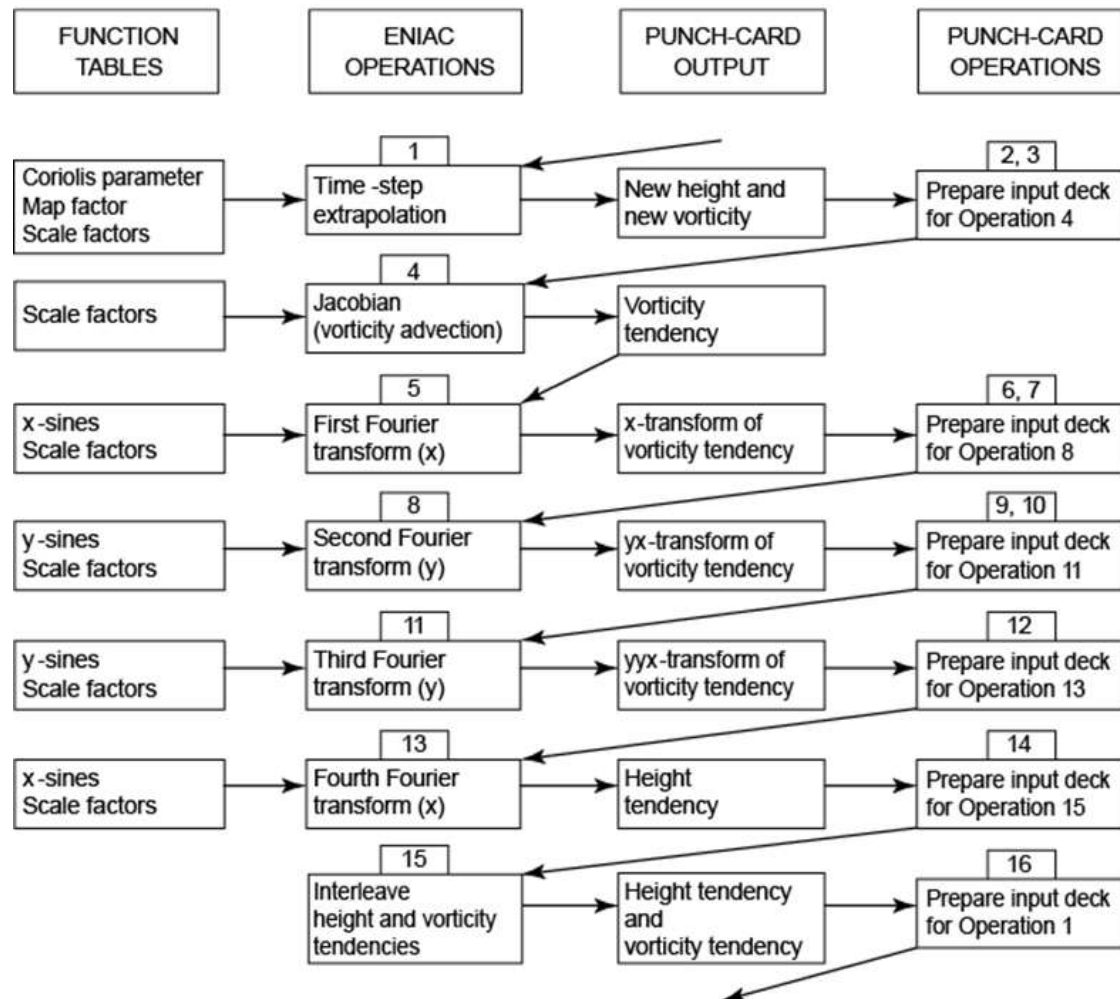 FUNCTION
TABLES
ENIAC
OPERATIONS
PUNCH-CARD
OUTPUT
PUNCH-CARD
OPERATIONS
Coriolis parameter
Map factor
Scale factors
1
Time -step
extrapolation
New height and
new vorticity
2, 3
Prepare input deck
for Operation 4
Scale factors
4
Jacobian
(vorticity advection)
Vorticity
tendency
x-sines
Scale factors
5
First Fourier
transform (x)
x-transform of
vorticity tendency
6, 7
Prepare input deck
for Operation 8
y-sines
Scale factors
8
Second Fourier
transform (y)
yx-transform of
vorticity tendency
9, 10
Prepare input deck
for Operation 11
y-sines
Scale factors
11
Third Fourier
transform (y)
yyx-transform of
vorticity tendency
12
Prepare input deck
for Operation 13
x-sines
Scale factors
13
Fourth Fourier
transform (x)
Height
tendency
14
Prepare input deck
for Operation 15
15
Interleave
height and vorticity
tendencies
Height tendency
and
vorticity tendency
16
Prepare input deck
for Operation 1